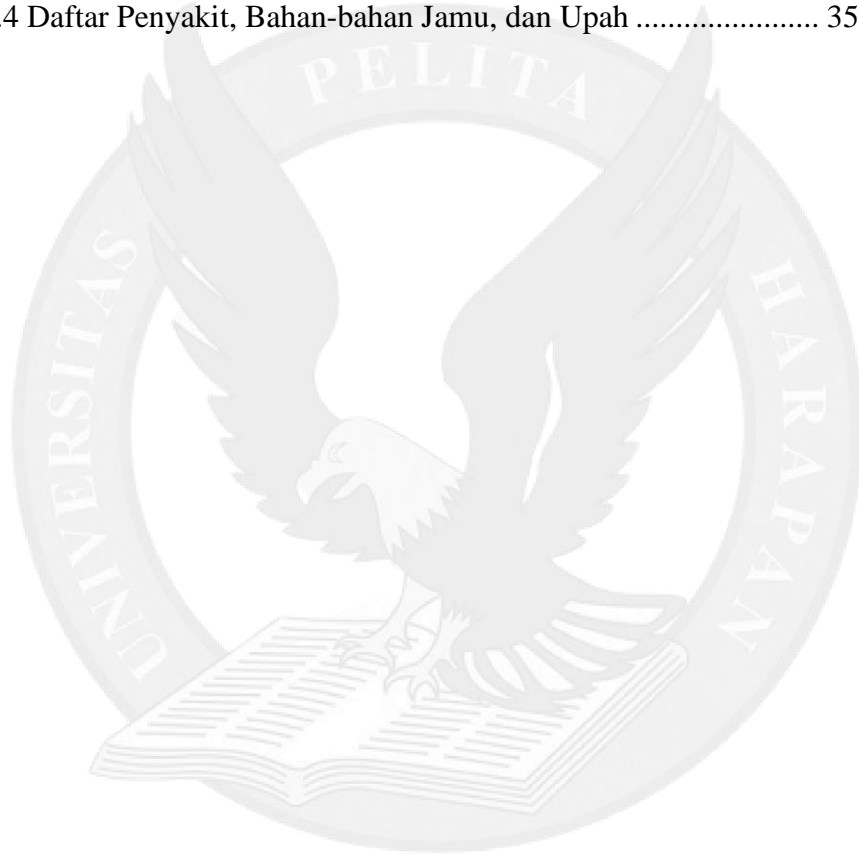 .4 Daftar Penyakit, Bahan-bahan Jamu, dan Upah ....................... 35
UNIVERSITAS
PELITA
HARAPAN